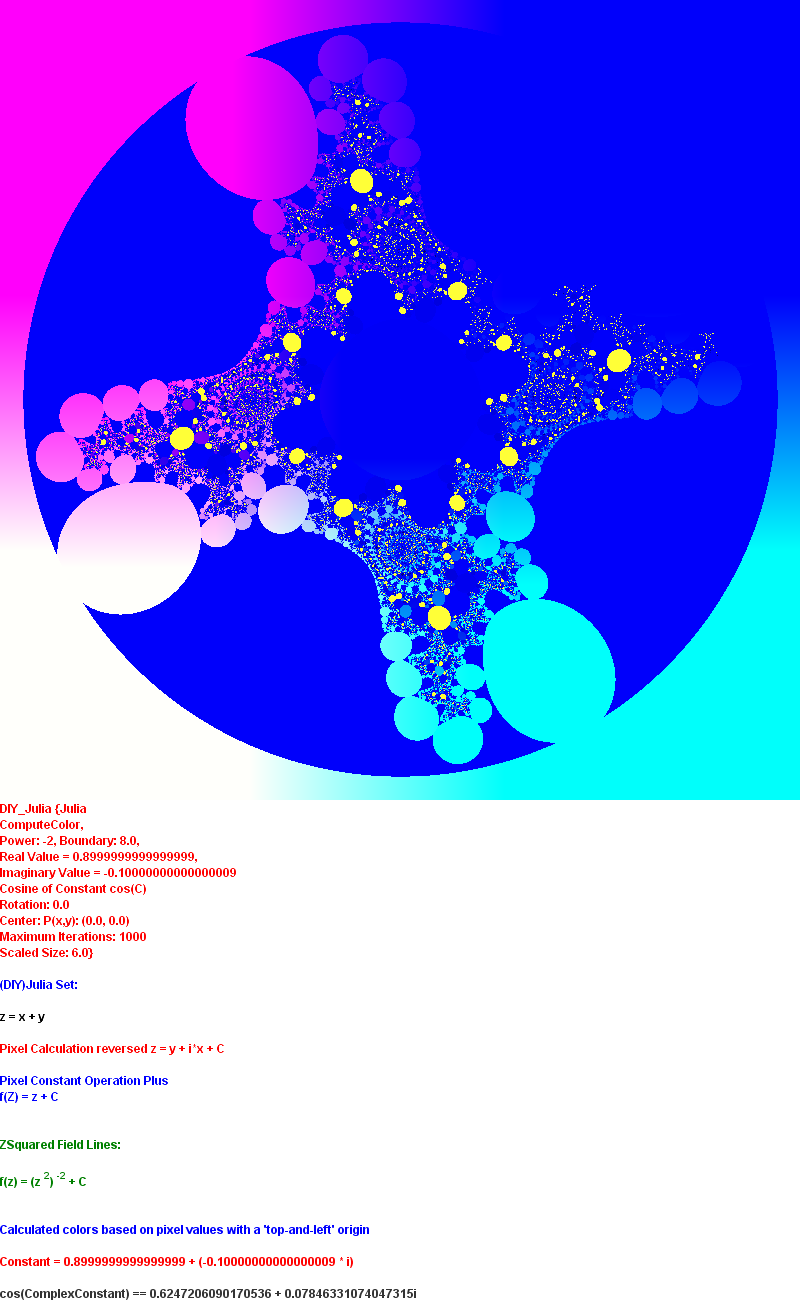 DIY_Julia {Julia
ComputeColor,
Power: -2, Boundary: 8.0,
Real Value = 0.8999999999999999,
Imaginary Value = -0.10000000000000009
Cosine of Constant cos(C)
Rotation: 0.0
Center: P(x,y): (0.0, 0.0)
Maximum Iterations: 1000
Scaled Size: 6.0}
(DIY)Julia Set:
z = x + y
Pixel Calculation reversed z = y + i*x + C
Pixel Constant Operation Plus
f(Z) = z + C
ZSquared Field Lines:
f(z) = (z 2) -2 + C
Calculated colors based on pixel values with a 'top-and-left' origin
Constant = 0.8999999999999999 + (-0.10000000000000009 * i)
cos(ComplexConstant) == 0.6247206090170536 + 0.07846331074047315i